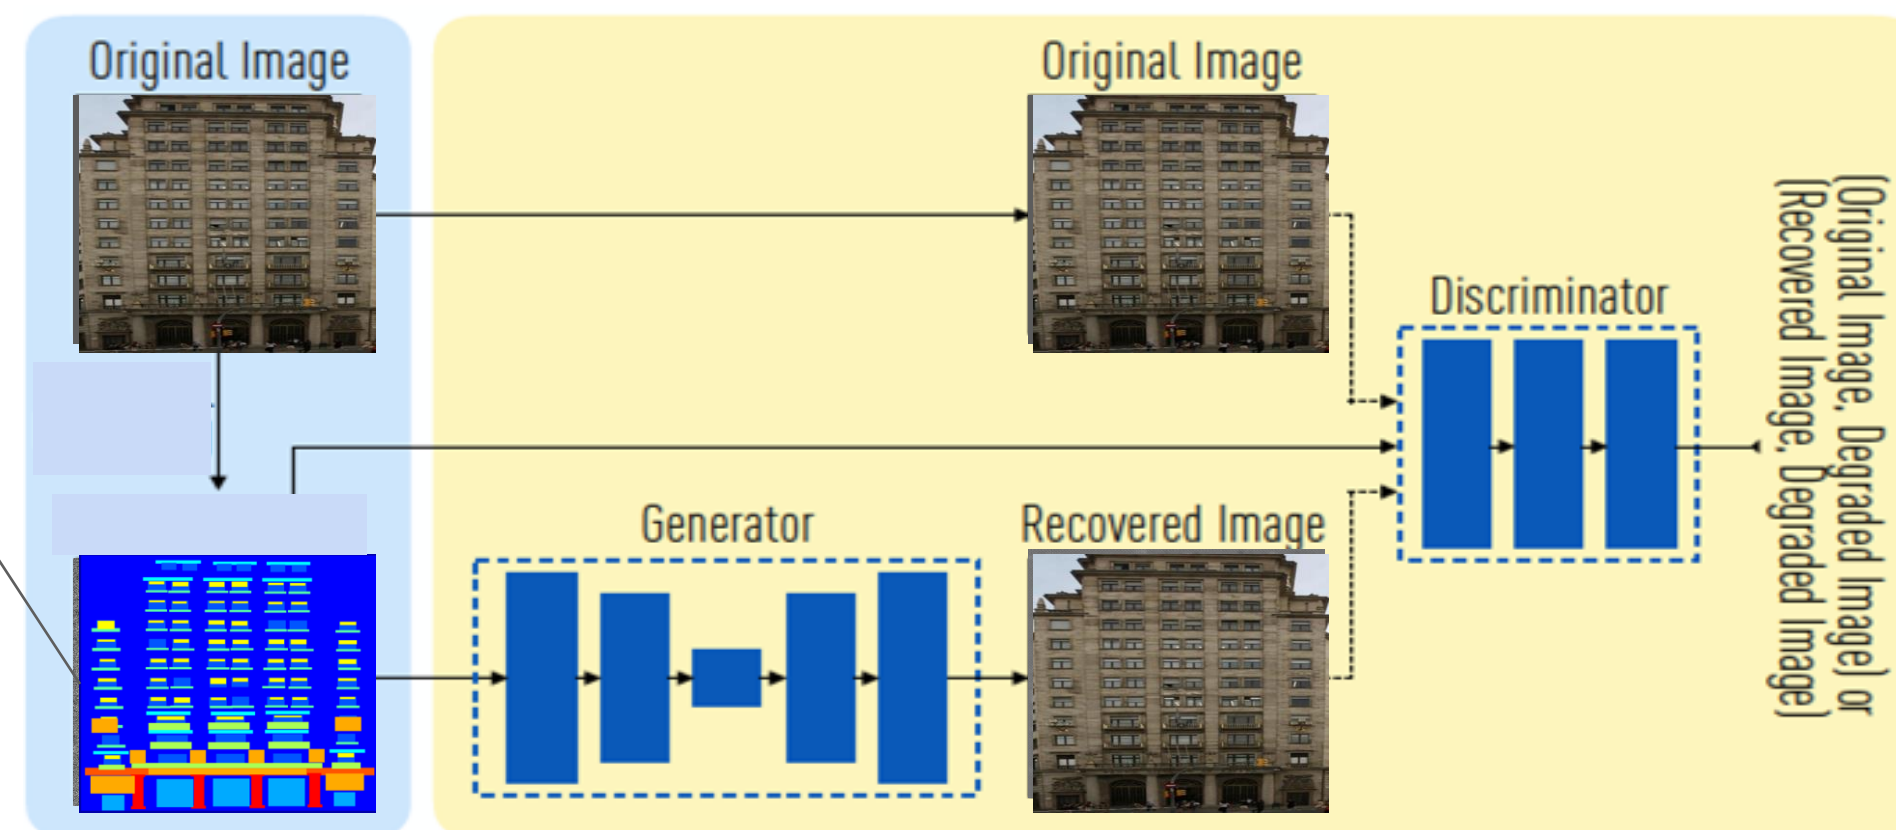 Original Image
Original Image
Discriminator
Generator
Recovered Image
(Original Image, Degraded Image) or
(Recovered Image, Degraded Image)